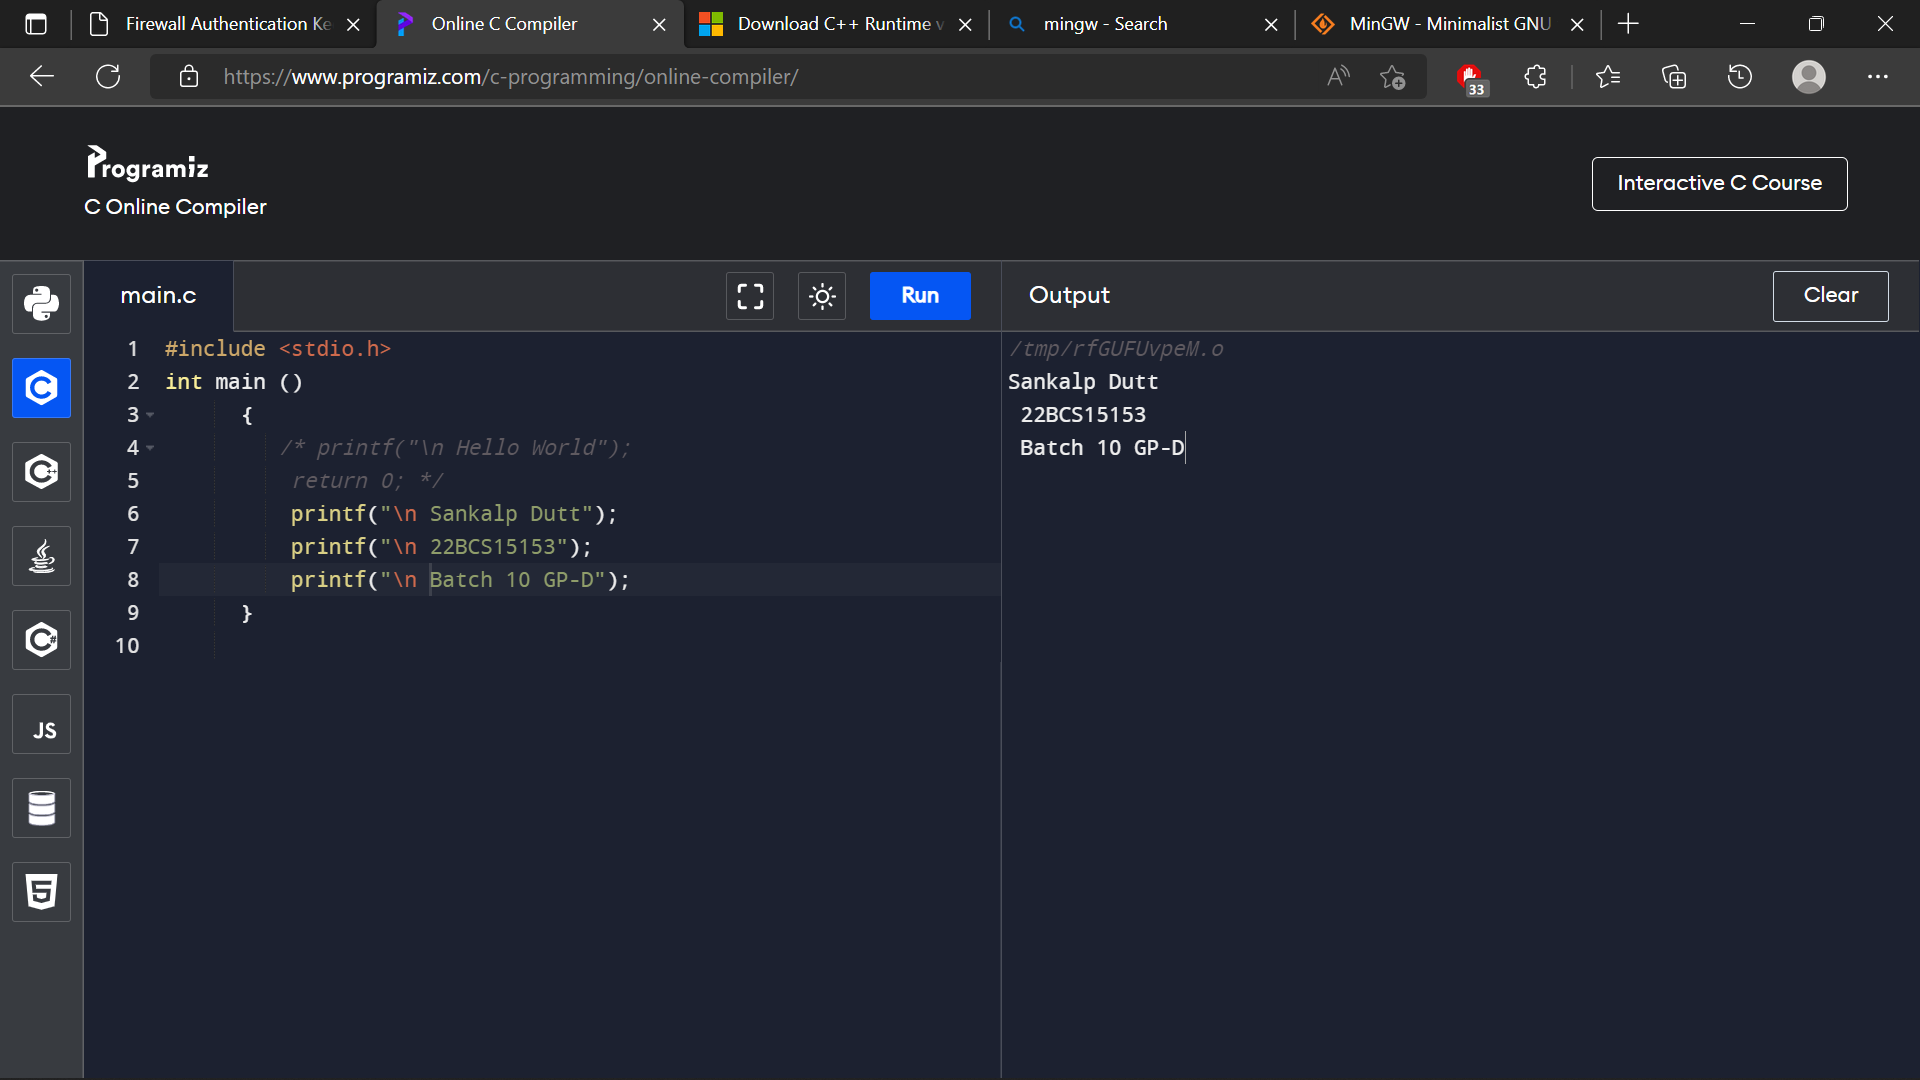 Firewall Authentication Ke
Online C Compiler
Download C++ Runtime v
mingw - Search
MinGW - Minimalist GNU
https://www.programiz.com/c-programming/online-compiler/
33
Programiz
C Online Compiler
Interactive C Course
main.c
Run
Output
Clear
1 #include <stdio.h>
2 int main ()
3 {
4 /* printf("\n Hello World");
5 return 0; */
6 printf("\n Sankalp Dutt");
7 printf("\n 22BCS15153");
8 printf("\n Batch 10 GP-D");
9 }
10
/tmp/rfGUFUvpeM.o
Sankalp Dutt
22BCS15153
Batch 10 GP-D
JS